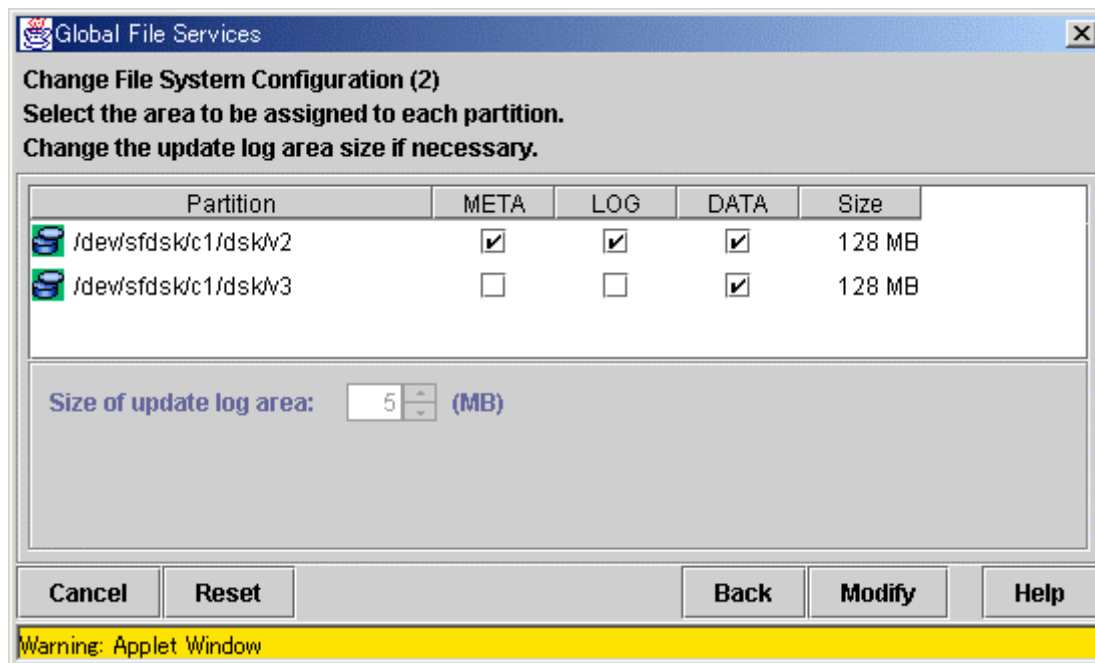 Global File Services
Change File System Configuration (2)
Select the area to be assigned to each partition.
Change the update log area size if necessary.
Partition META LOG DATA Size
/dev/sfdsk/c1/dsk/v2 128 MB
/dev/sfdsk/c1/dsk/v3 128 MB
Size of update log area: 5 (MB)
Cancel Reset Back Modify Help
Warning: Applet Window